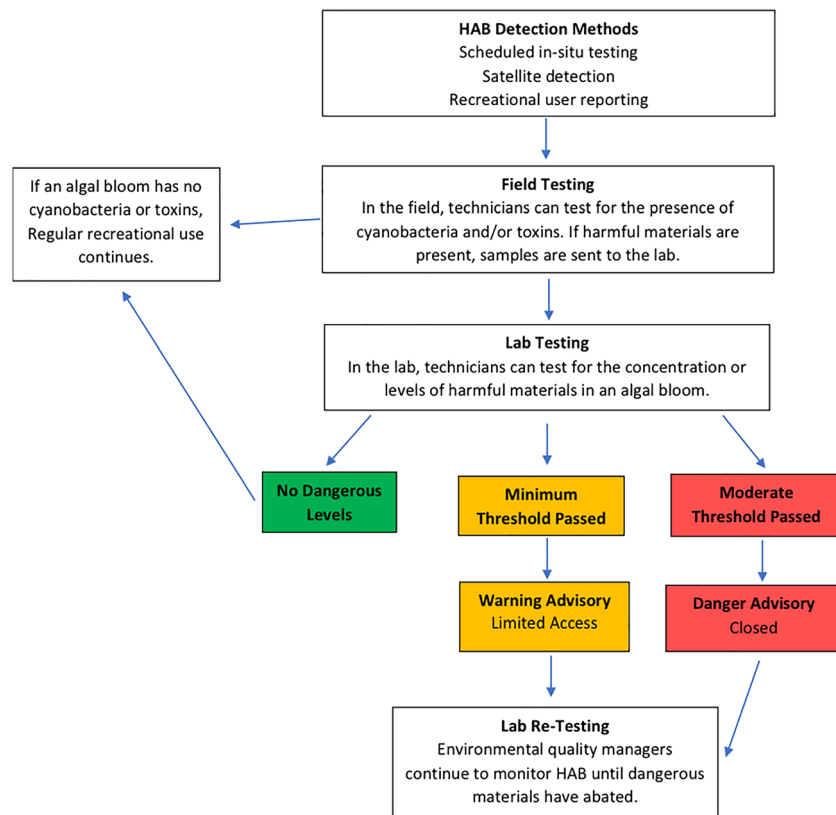 HAB Detection Methods
Scheduled in-situ testing
Satellite detection
Recreational user reporting
If an algal bloom has no
cyanobacteria or toxins,
Regular recreational use
continues.
Field Testing
In the field, technicians can test for the presence of
cyanobacteria and/or toxins. If harmful materials are
present, samples are sent to the lab.
Lab Testing
In the lab, technicians can test for the concentration or
levels of harmful materials in an algal bloom.
No Dangerous
Levels
Minimum
Threshold Passed
Moderate
Threshold Passed
Warning Advisory
Limited Access
Danger Advisory
Closed
Lab Re-Testing
Environmental quality managers
continue to monitor HAB until dangerous
materials have abated.